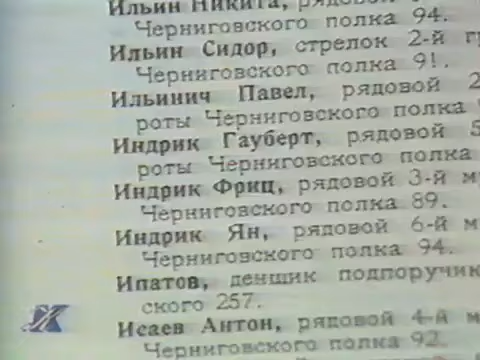 Ильин Никита, рядовой
Черниговского полка 94.
Ильин Сидор, стрелок 2-й
Черниговского полка 91.
Ильинич Павел, рядовой 2
роты Черниговского полка
Индрик Гауберт, рядовой 5
роты Черниговского полка
Индрик Фриц, рядовой 3-й м
Черниговского полка 89.
Индрик Ян, рядовой 6-й м
Черниговского полка 94.
Ипатов, денщик подпоручик
ского 257.
Исаев Антон, рядовой 4-й м
Черниговского полка 92.